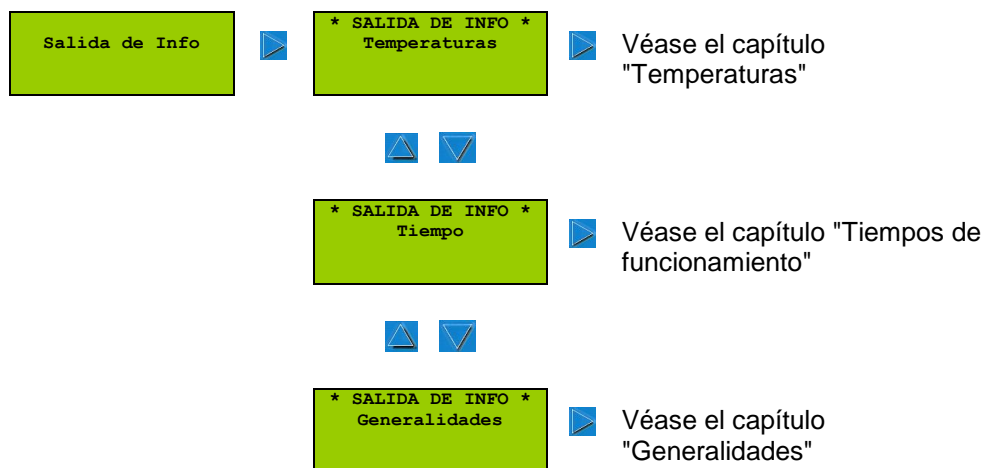 Salida de Info
* SALIDA DE INFO *
Temperaturas
Véase el capítulo
"Temperaturas"
* SALIDA DE INFO *
Tiempo
Véase el capítulo "Tiempos de
funcionamiento"
* SALIDA DE INFO *
Generalidades
Véase el capítulo
"Generalidades"